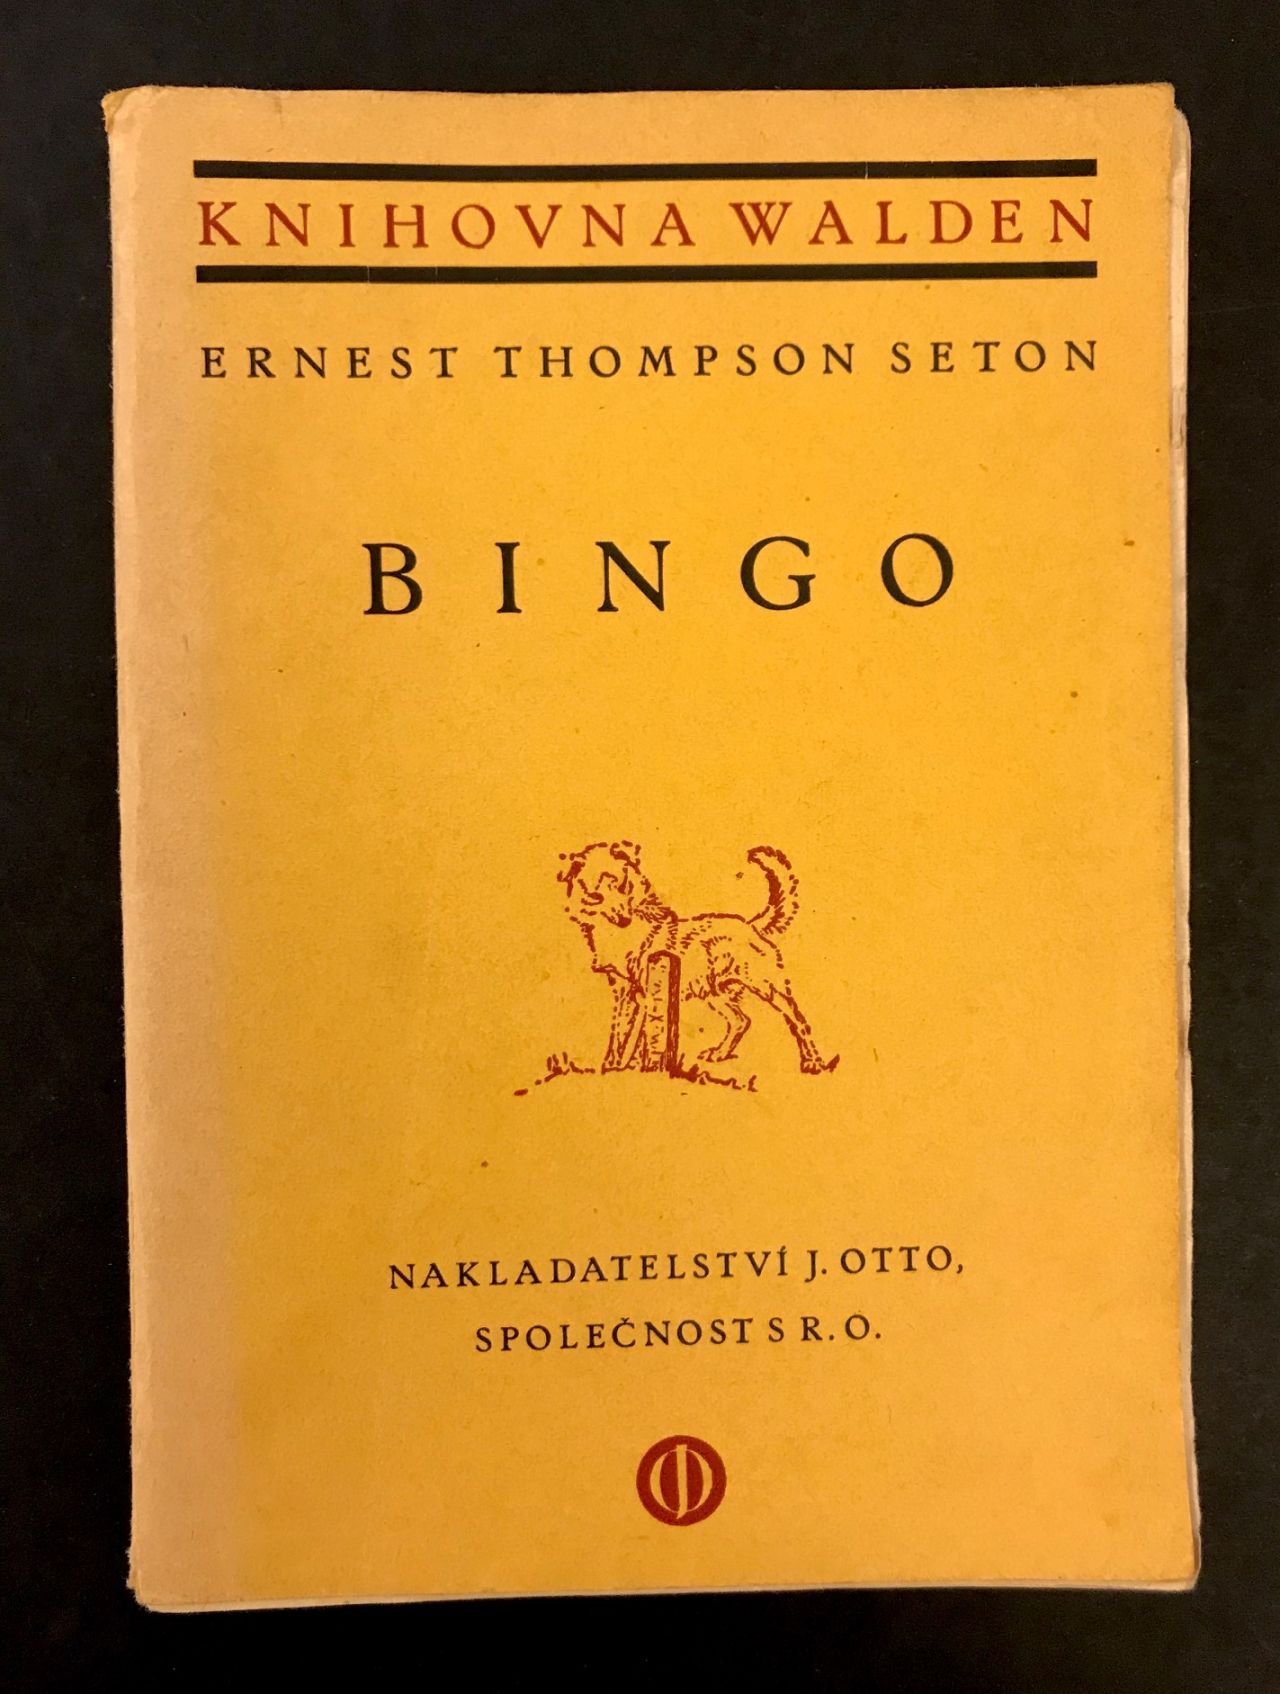 KNIHOVNA WALDEN
ERNEST THOMPSON SETON
BINGO
NAKLADATELSTVÍ J. OTTO,
SPOLEČNOST S R. O.